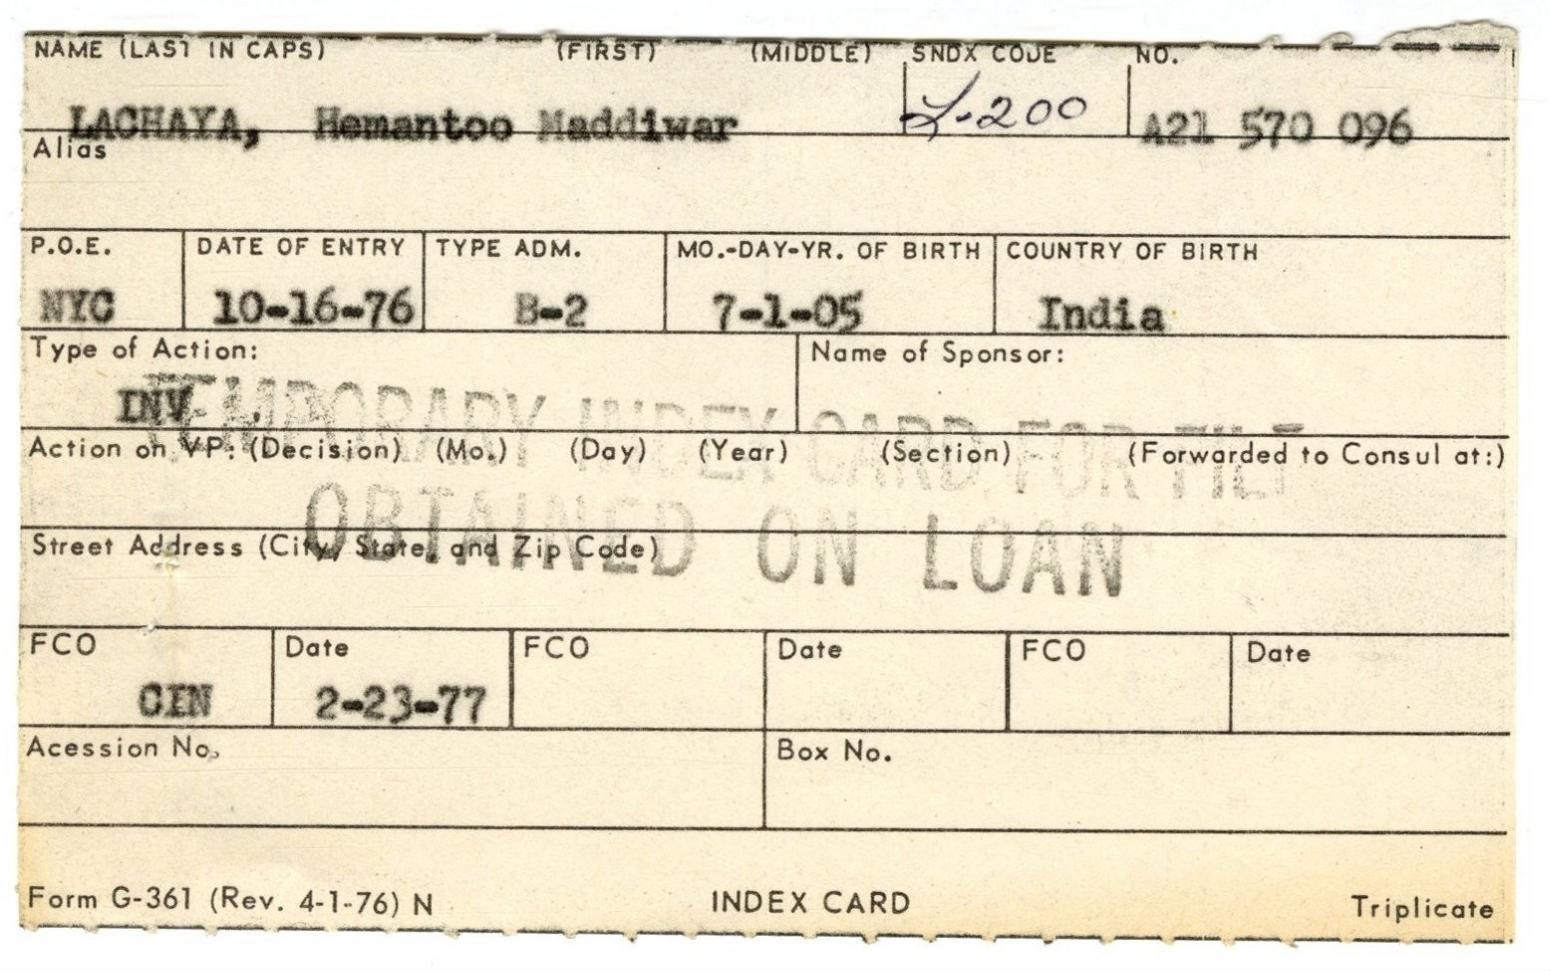 NAME (LAST IN CAPS) (FIRST) (MIDDLE) SNDX CODE NO.
LACHAYA, Hemantoo Maddiwar L-200 A21 570 096
Alias
P.O.E. DATE OF ENTRY TYPE ADM. MO.-DAY-YR. OF BIRTH COUNTRY OF BIRTH
NYC 10-16-76 B-2 7-1-05 India
Type of Action: Name of Sponsor:
INV.
TEMPORARY INDEX CARD FOR FILE
Action on VP: (Decision) (Mo.) (Day) (Year) (Section) (Forwarded to Consul at:)
OBTAINED ON LOAN
Street Address (City, State, and Zip Code)
FCO Date FCO Date FCO Date
CIN 2-23-77
Acession No. Box No.
Form G-361 (Rev. 4-1-76) N INDEX CARD Triplicate